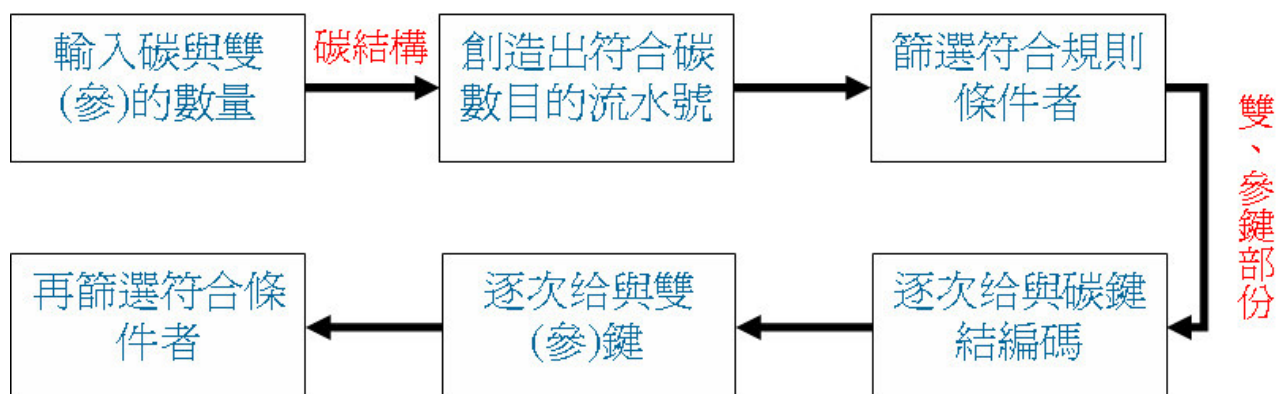 輸入碳與雙
(參)的數量
碳結構
創造出符合碳
數目的流水號
篩選符合規則
條件者
雙、參鍵部份
逐次给與碳鍵
結編碼
逐次给與雙
(參)鍵
再篩選符合條
件者